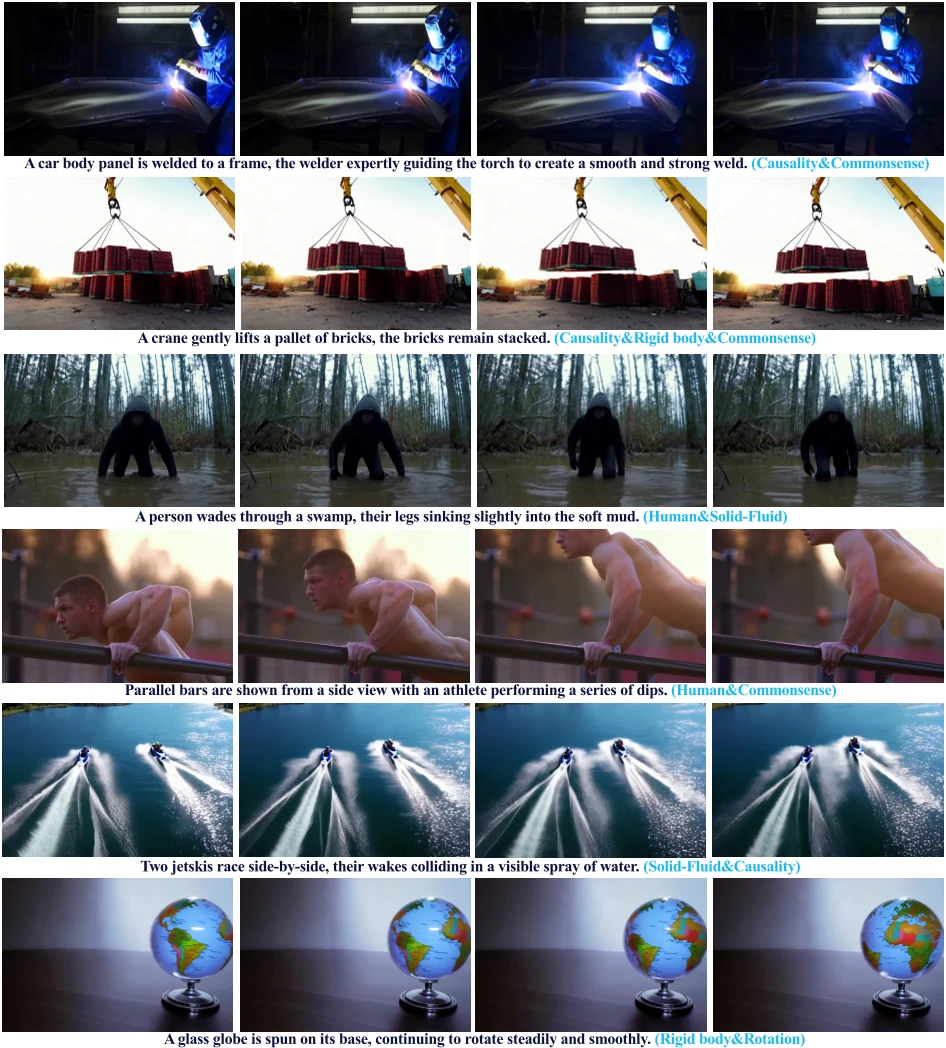 A car body panel is welded to a frame, the welder expertly guiding the torch to create a smooth and strong weld. (Causality&Commonsense)
A crane gently lifts a pallet of bricks, the bricks remain stacked. (Causality&Rigid body&Commonsense)
A person wades through a swamp, their legs sinking slightly into the soft mud. (Human&Solid-Fluid)
Parallel bars are shown from a side view with an athlete performing a series of dips. (Human&Commonsense)
Two jetskis race side-by-side, their wakes colliding in a visible spray of water. (Solid-Fluid&Causality)
A glass globe is spun on its base, continuing to rotate steadily and smoothly. (Rigid body&Rotation)